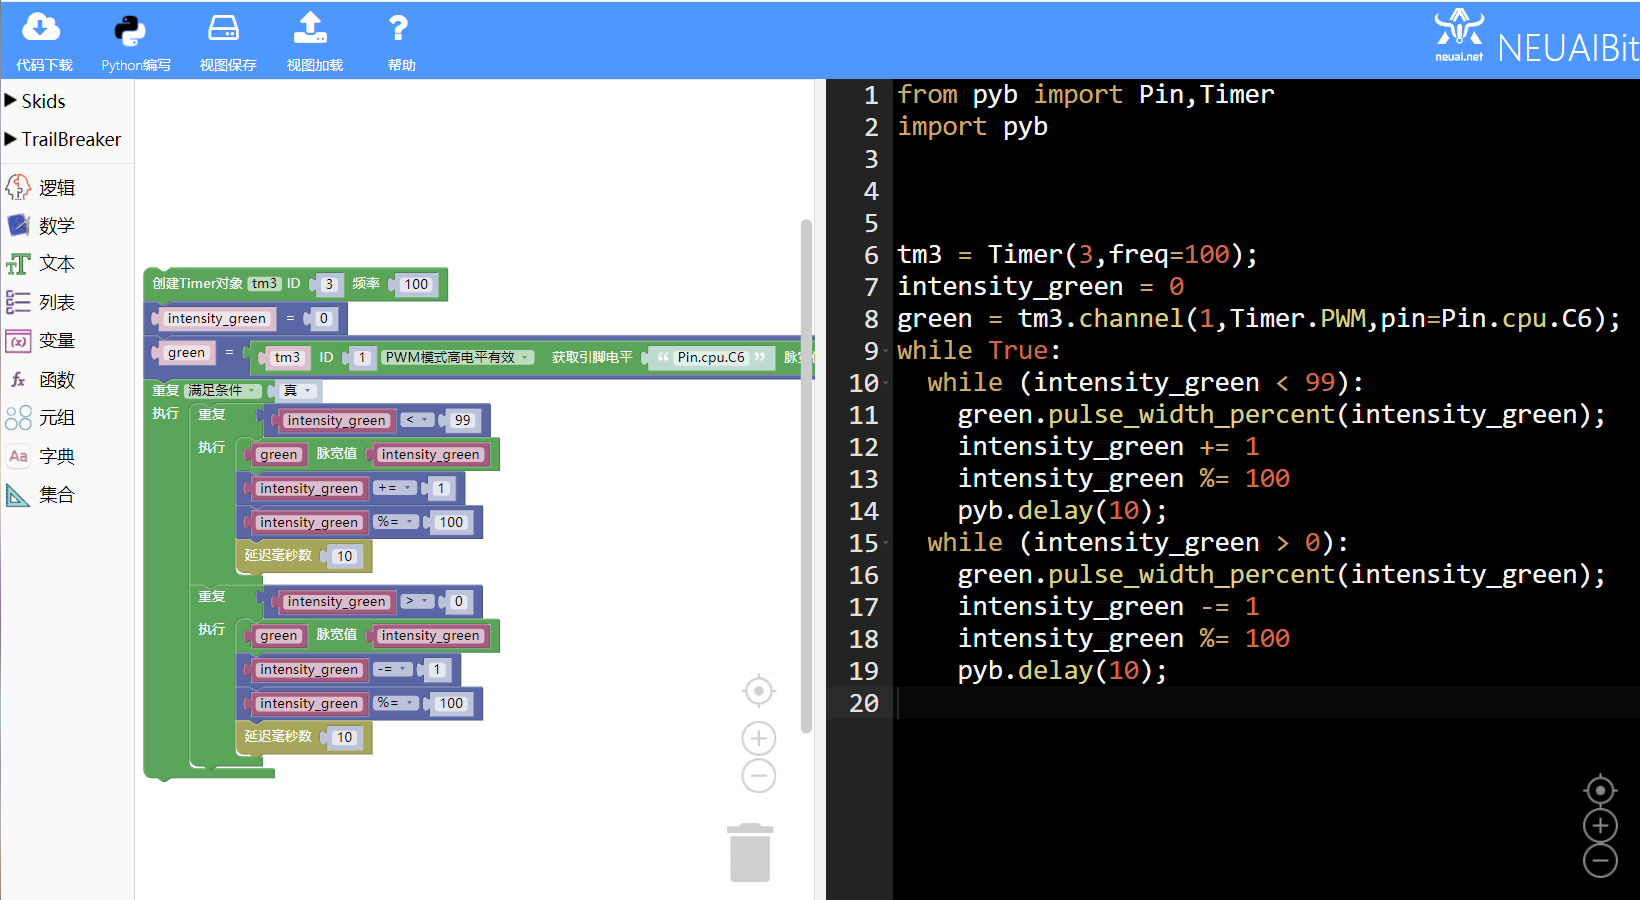 代码下载
Python编写
视图保存
视图加载
帮助
neuai.net
NEUAIBit
Skids
TrailBreaker
逻辑
数学
文本
列表
变量
函数
元组
字典
集合
创建Timer对象 tm3 ID 3 频率 100
intensity_green = 0
green = tm3 ID 1 PWM模式高电平有效 获取引脚电平 “ Pin.cpu.C6 ” 脉宽值
重复 满足条件 真
执行 重复 intensity_green < 99
执行 green 脉宽值 intensity_green
intensity_green += 1
intensity_green %= 100
延迟毫秒数 10
重复 intensity_green > 0
执行 green 脉宽值 intensity_green
intensity_green -= 1
intensity_green %= 100
延迟毫秒数 10
1 from pyb import Pin,Timer
2 import pyb
3
4
5
6 tm3 = Timer(3,freq=100);
7 intensity_green = 0
8 green = tm3.channel(1,Timer.PWM,pin=Pin.cpu.C6);
9 while True:
10 while (intensity_green < 99):
11 green.pulse_width_percent(intensity_green);
12 intensity_green += 1
13 intensity_green %= 100
14 pyb.delay(10);
15 while (intensity_green > 0):
16 green.pulse_width_percent(intensity_green);
17 intensity_green -= 1
18 intensity_green %= 100
19 pyb.delay(10);
20